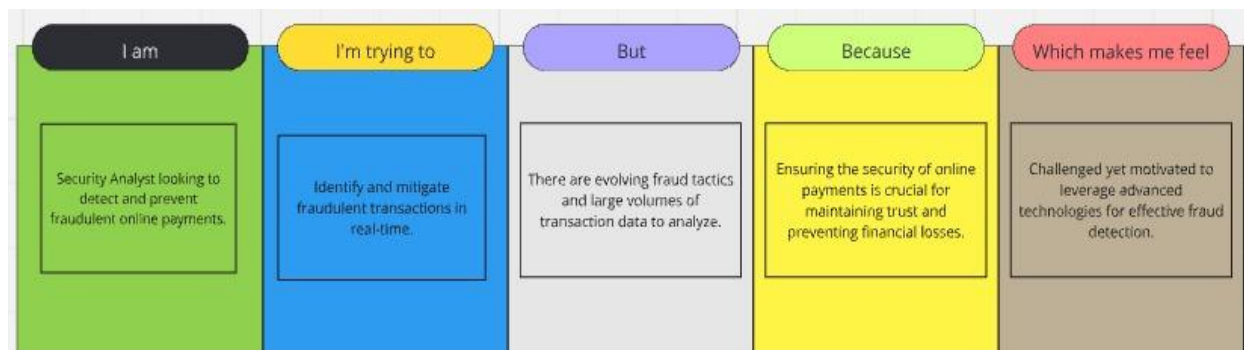 I am
I'm trying to
But
Because
Which makes me feel
Security Analyst looking to
detect and prevent
fraudulent online payments.
Identify and mitigate
fraudulent transactions in
real-time.
There are evolving fraud tactics
and large volumes of
transaction data to analyze.
Ensuring the security of online
payments is crucial for
maintaining trust and
preventing financial losses.
Challenged yet motivated to
leverage advanced
technologies for effective fraud
detection.